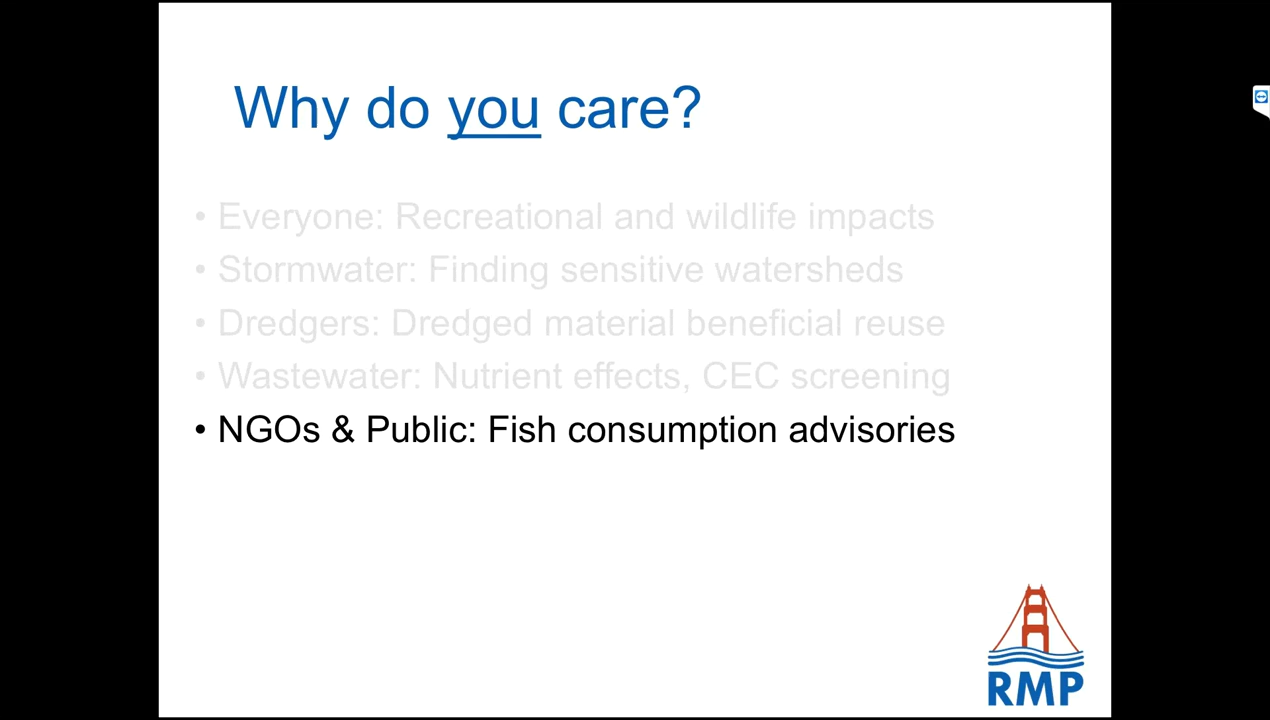 Why do you care?
• Everyone: Recreational and wildlife impacts
• Stormwater: Finding sensitive watersheds
• Dredgers: Dredged material beneficial reuse
• Wastewater: Nutrient effects, CEC screening
• NGOs & Public: Fish consumption advisories
RMP